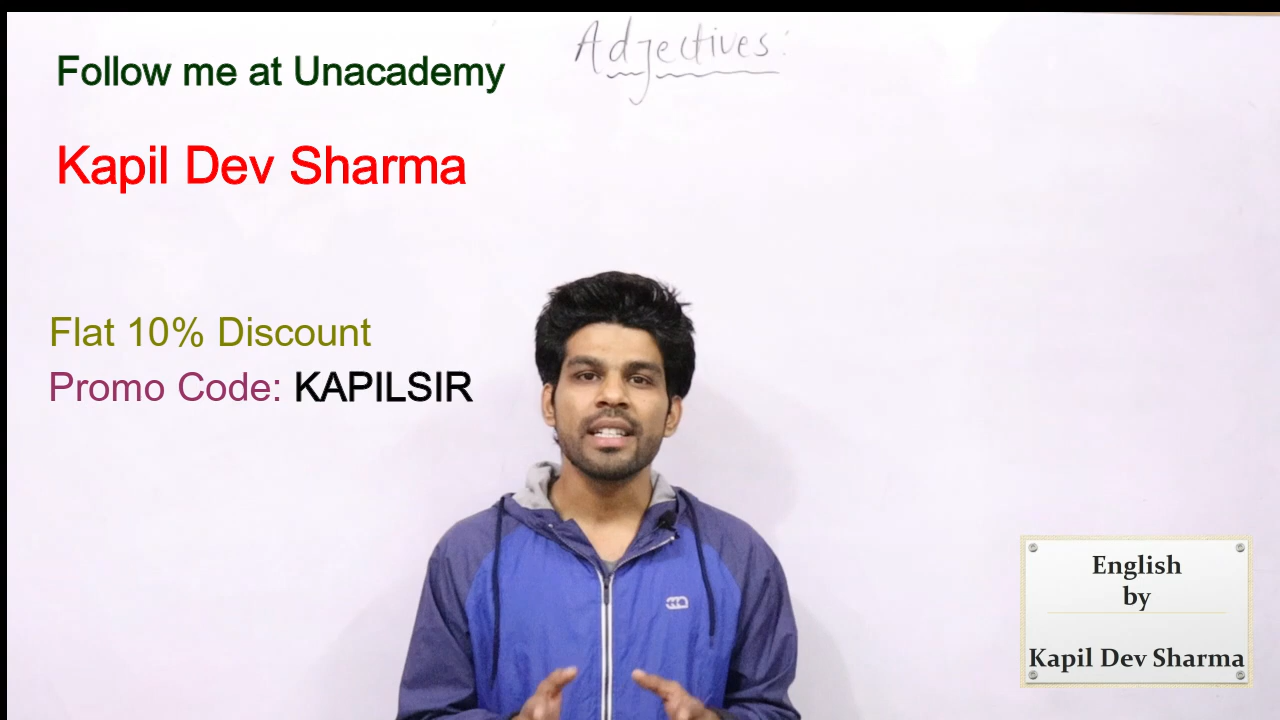 Adjectives:
Follow me at Unacademy
Kapil Dev Sharma
Flat 10% Discount
Promo Code: KAPILSIR
English
by
Kapil Dev Sharma